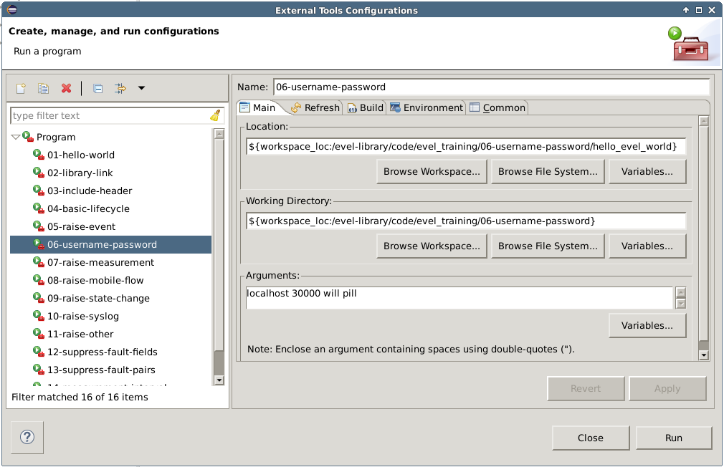 External Tools Configurations
Create, manage, and run configurations
Run a program
type filter text
Program
01-hello-world
02-library-link
03-include-header
04-basic-lifecycle
05-raise-event
06-username-password
07-raise-measurement
08-raise-mobile-flow
09-raise-state-change
10-raise-syslog
11-raise-other
12-suppress-fault-fields
13-suppress-fault-pairs
Filter matched 16 of 16 items
Name: 06-username-password
Main Refresh Build Environment Common
Location:
${workspace_loc:/evel-library/code/evel_training/06-username-password/hello_evel_world}
Browse Workspace... Browse File System... Variables...
Working Directory:
${workspace_loc:/evel-library/code/evel_training/06-username-password}
Browse Workspace... Browse File System... Variables...
Arguments:
localhost 30000 will pill
Variables...
Note: Enclose an argument containing spaces using double-quotes (").
Revert Apply
? Close Run